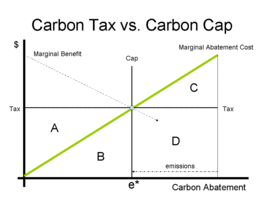 Carbon Tax vs. Carbon Cap
$
Marginal Abatement Cost
Marginal Benefit
Cap
C
Tax
Tax
A
D
B
emissions
e*
Carbon Abatement